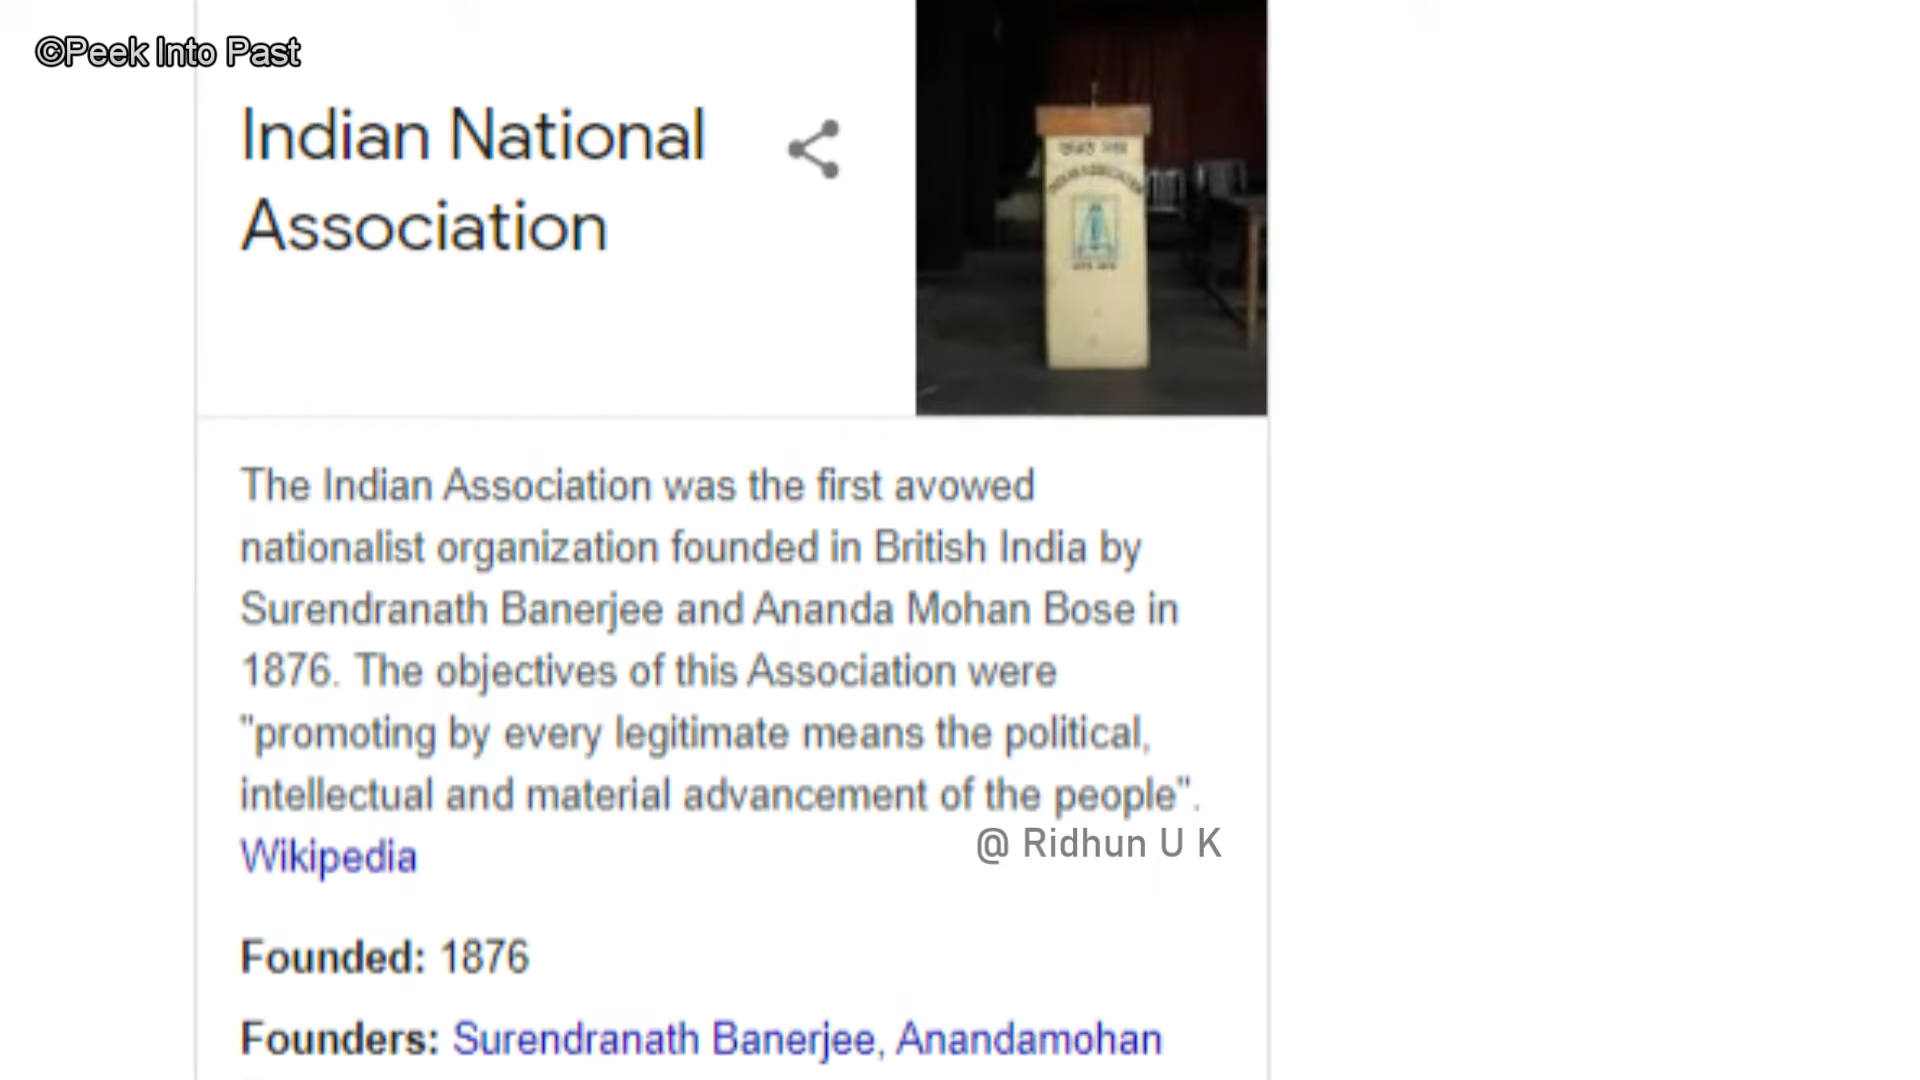 ©Peek Into Past
Indian National
Association
The Indian Association was the first avowed
nationalist organization founded in British India by
Surendranath Banerjee and Ananda Mohan Bose in
1876. The objectives of this Association were
"promoting by every legitimate means the political,
intellectual and material advancement of the people".
Wikipedia
@ Ridhun U K
Founded: 1876
Founders: Surendranath Banerjee, Anandamohan